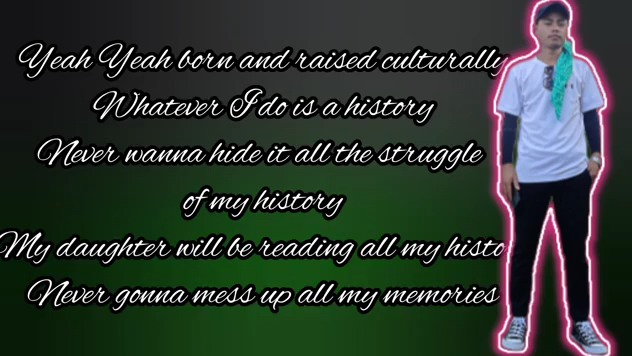 Yeah Yeah born and raised culturally
Whatever I do is a history
Never wanna hide it all the struggle
of my history
My daughter will be reading all my histo
Never gonna mess up all my memories